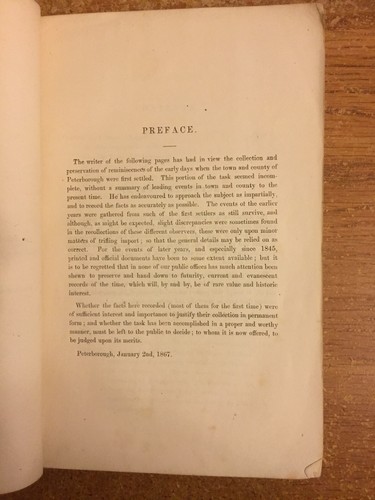 PREFACE.
The writer of the following pages has had in view the collection and
preservation of reminiscences of the early days when the town and county of
Peterborough were first settled. This portion of the task seemed incom-
plete, without a summary of leading events in town and county to the
present time. He has endeavoured to approach the subject as impartially,
and to record the facts as accurately as possible. The events of the earlier
years were gathered from such of the first settlers as still survive, and
although, as might be expected, slight discrepancies were sometimes found
in the recollections of these different observers, these were only upon minor
matters of trifling import; so that the general details may be relied on as
correct. For the events of later years, and especially since 1845,
printed and official documents have been to some extent available; but it
is to be regretted that in none of our public offices has much attention been
shown to preserve and hand down to futurity, current and evanescent
records of the time, which will, by and by, be of rare value and historic
interest.
Whether the facts here recorded (most of them for the first time) were
of sufficient interest and importance to justify their collection in permanent
form; and whether the task has been accomplished in a proper and worthy
manner, must be left to the public to decide; to whom it is now offered, to
be judged upon its merits.
Peterborough, January 2nd, 1867.